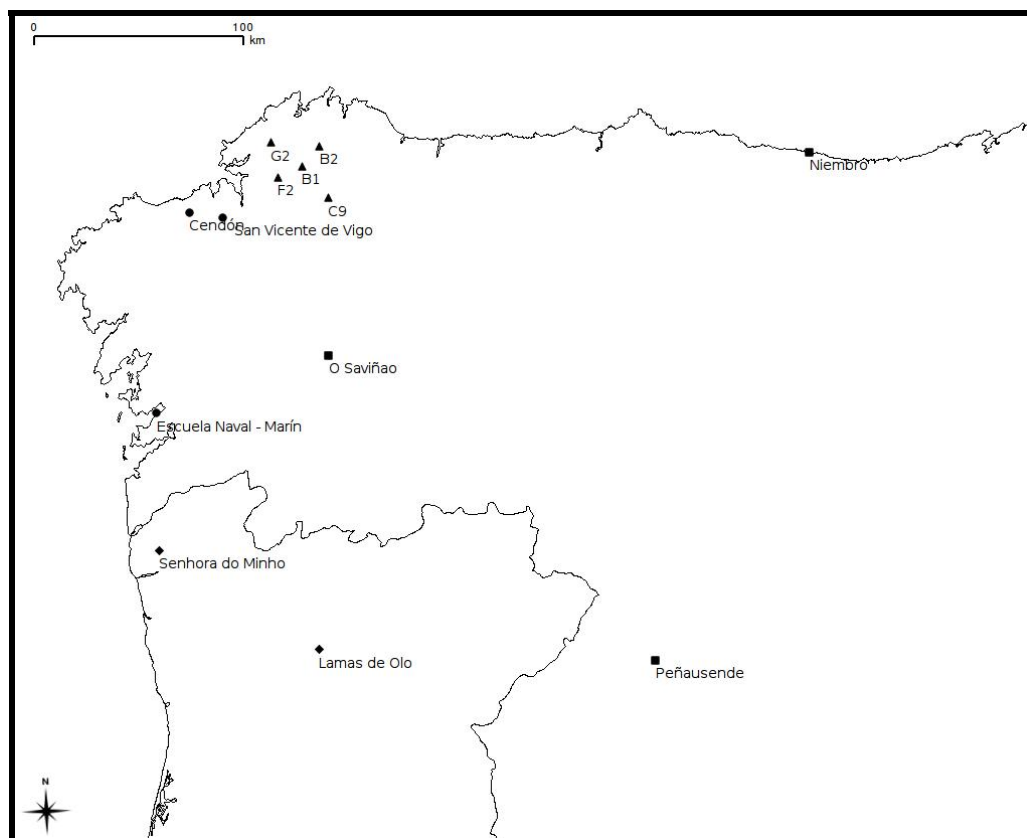 0 100
km
G2
B2
B1
F2
C9
Niembro
Cendón
San Vicente de Vigo
O Saviñao
Escuela Naval - Marín
Senhora do Minho
Lamas de Olo
Peñausende
N